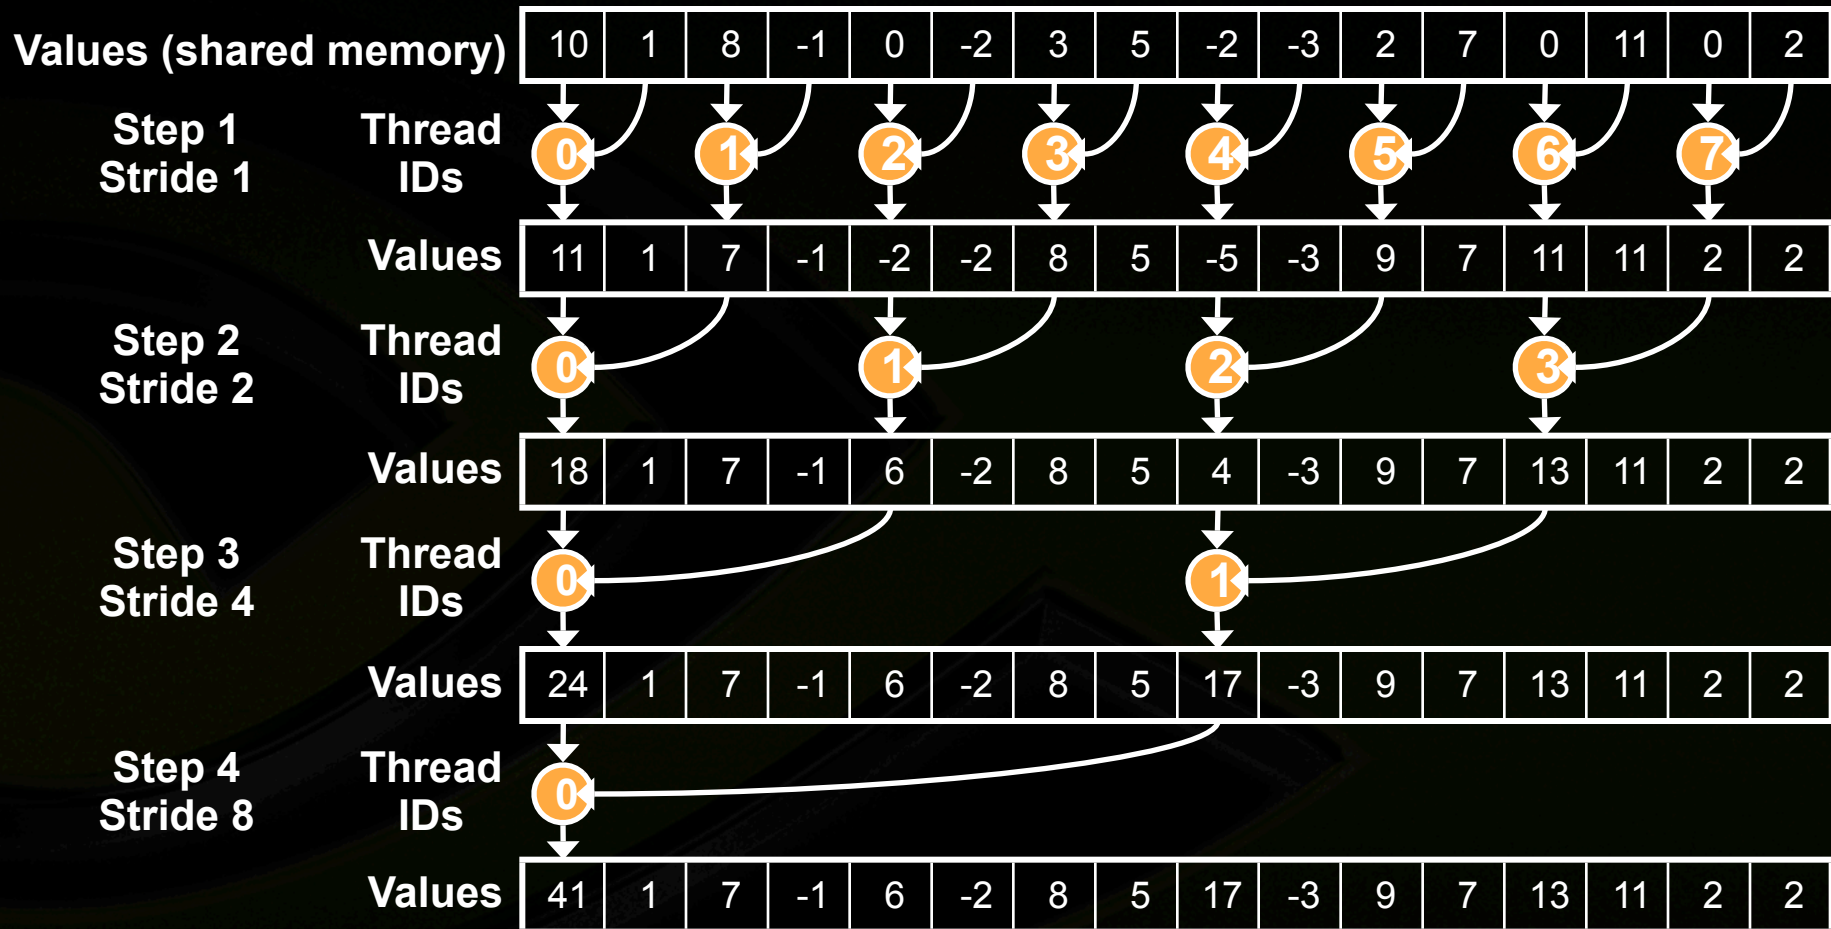 Values (shared memory) 10 1 8 -1 0 -2 3 5 -2 -3 2 7 0 11 0 2
Step 1 Thread
Stride 1 IDs
0 1 2 3 4 5 6 7
Values 11 1 7 -1 -2 -2 8 5 -5 -3 9 7 11 11 2 2
Step 2 Thread
Stride 2 IDs
0 1 2 3
Values 18 1 7 -1 6 -2 8 5 4 -3 9 7 13 11 2 2
Step 3 Thread
Stride 4 IDs
0 1
Values 24 1 7 -1 6 -2 8 5 17 -3 9 7 13 11 2 2
Step 4 Thread
Stride 8 IDs
0
Values 41 1 7 -1 6 -2 8 5 17 -3 9 7 13 11 2 2